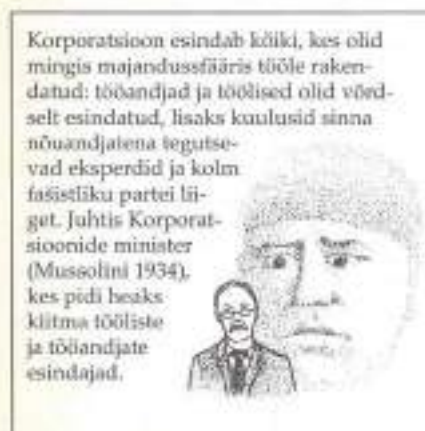 Korporatsioon esindab kõiki, kes olid
mingis majandussfääris tööle raken-
datud: tööandjad ja töölised olid võrd-
selt esindatud, lisaks kuulusid sinna
nõuandjatena tegutse-
vad eksperdid ja kolm
fašistliku partei lii-
get. Juhtis Korporat-
sioonide minister
(Mussolini 1934),
kes pidi heaks
kiitma tööliste
ja tööandjate
esindajad.